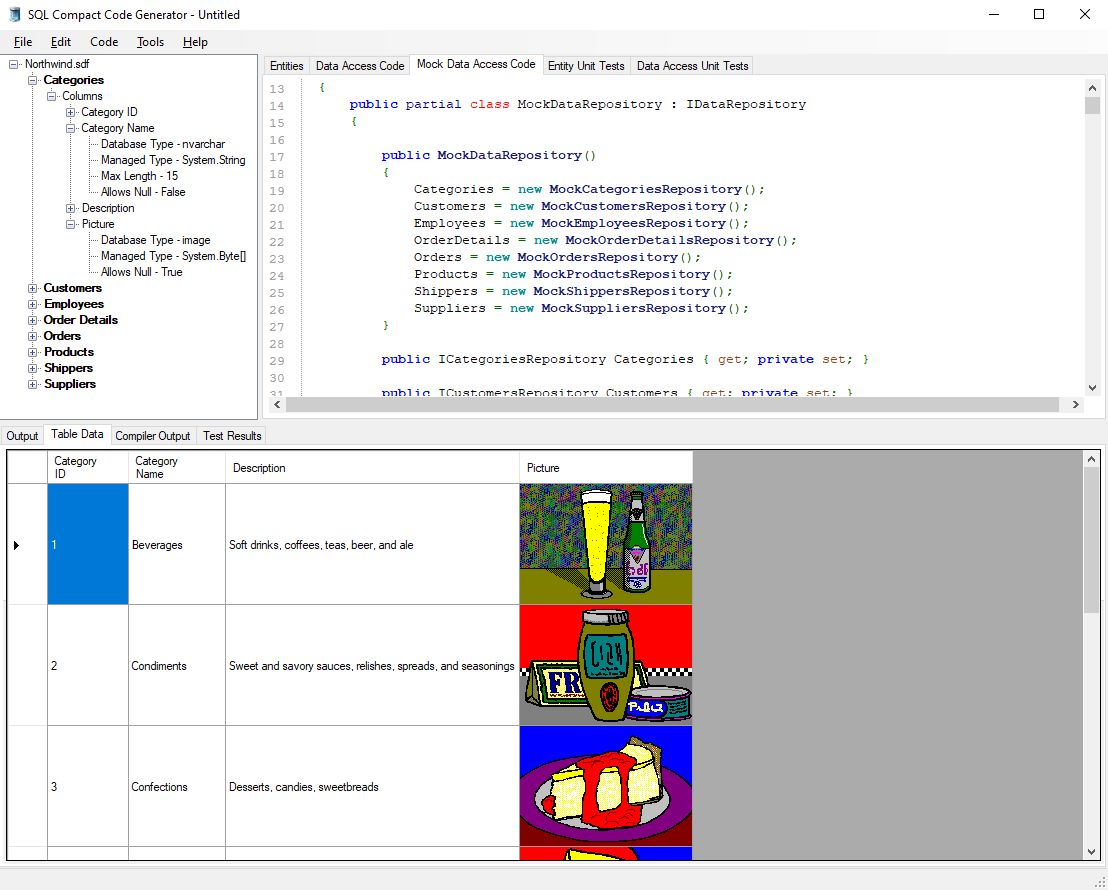 SQL Compact Code Generator - Untitled
File Edit Code Tools Help
Northwind.sdf
Categories
Columns
Category ID
Category Name
Database Type - nvarchar
Managed Type - System.String
Max Length - 15
Allows Null - False
Description
Picture
Database Type - image
Managed Type - System.Byte[]
Allows Null - True
Customers
Employees
Order Details
Orders
Products
Shippers
Suppliers
Entities Data Access Code Mock Data Access Code Entity Unit Tests Data Access Unit Tests
13 {
14 public partial class MockDataRepository : IDataRepository
15 {
16
17 public MockDataRepository()
18 {
19 Categories = new MockCategoriesRepository();
20 Customers = new MockCustomersRepository();
21 Employees = new MockEmployeesRepository();
22 OrderDetails = new MockOrderDetailsRepository();
23 Orders = new MockOrdersRepository();
24 Products = new MockProductsRepository();
25 Shippers = new MockShippersRepository();
26 Suppliers = new MockSuppliersRepository();
27 }
28
29 public ICategoriesRepository Categories { get; private set; }
30
31 public ICustomersRepository Customers { get; private set; }
Output Table Data Compiler Output Test Results
Category ID Category Name Description Picture
1 Beverages Soft drinks, coffees, teas, beer, and ale
2 Condiments Sweet and savory sauces, relishes, spreads, and seasonings
FR
3 Confections Desserts, candies, sweetbreads